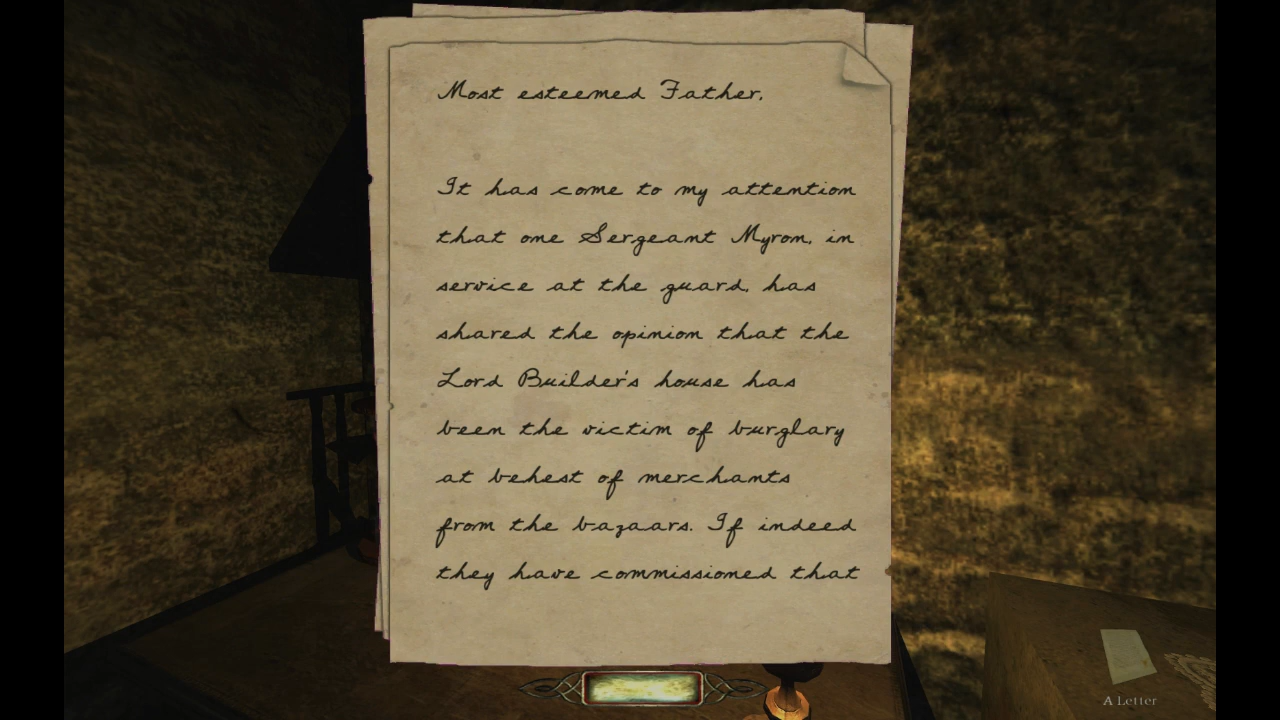 Most esteemed Father,
It has come to my attention
that one Sergeant Myron, in
service at the guard, has
shared the opinion that the
Lord Builder's house has
been the victim of burglary
at behest of merchants
from the bazaars. If indeed
they have commissioned that
A Letter